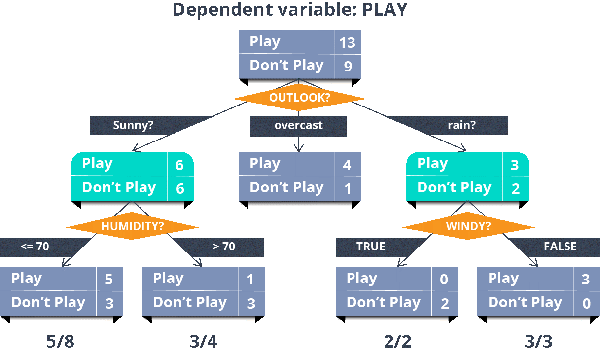 Dependent variable: PLAY
Play 13
Don't Play 9
OUTLOOK?
Sunny? overcast rain?
Play 6 Play 4 Play 3
Don't Play 6 Don't Play 1 Don't Play 2
HUMIDITY? WINDY?
<= 70 > 70 TRUE FALSE
Play 5 Play 1 Play 0 Play 3
Don't Play 3 Don't Play 3 Don't Play 2 Don't Play 0
5/8 3/4 2/2 3/3